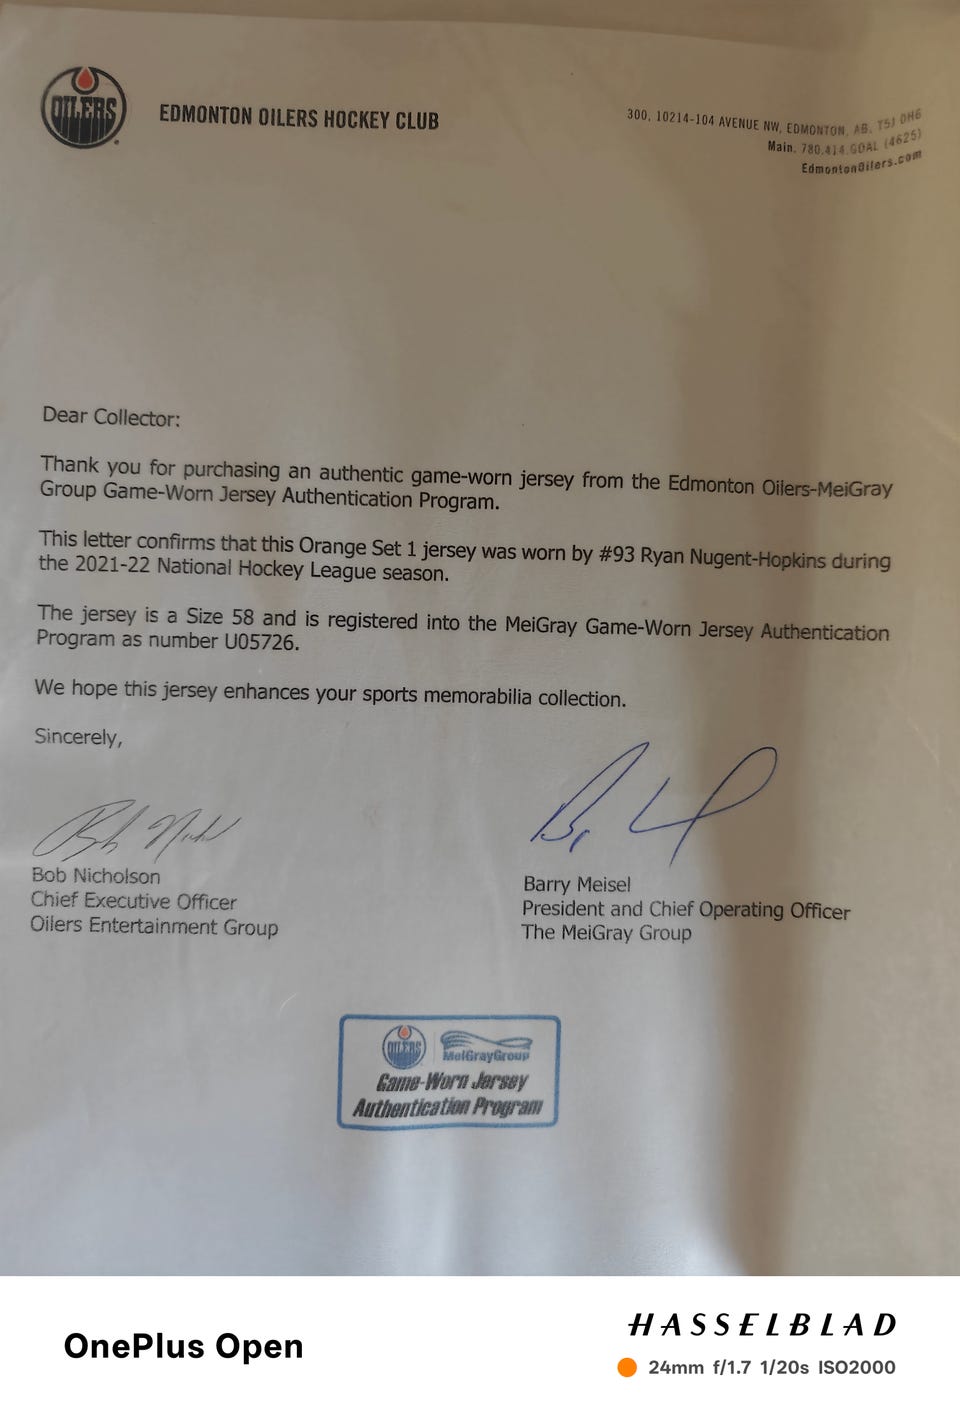 OILERS
EDMONTON OILERS HOCKEY CLUB
300, 10214-104 AVENUE NW, EDMONTON, AB, T5J 0H6
Main. 780.414.GOAL (4625)
EdmontonOilers.com
Dear Collector:
Thank you for purchasing an authentic game-worn jersey from the Edmonton Oilers-MeiGray
Group Game-Worn Jersey Authentication Program.
This letter confirms that this Orange Set 1 jersey was worn by #93 Ryan Nugent-Hopkins during
the 2021-22 National Hockey League season.
The jersey is a Size 58 and is registered into the MeiGray Game-Worn Jersey Authentication
Program as number U05726.
We hope this jersey enhances your sports memorabilia collection.
Sincerely,
Bob Nicholson
Chief Executive Officer
Oilers Entertainment Group
Barry Meisel
President and Chief Operating Officer
The MeiGray Group
OILERS
MeiGrayGroup
Game-Worn Jersey
Authentication Program
OnePlus Open
HASSELBLAD
24mm f/1.7 1/20s ISO2000